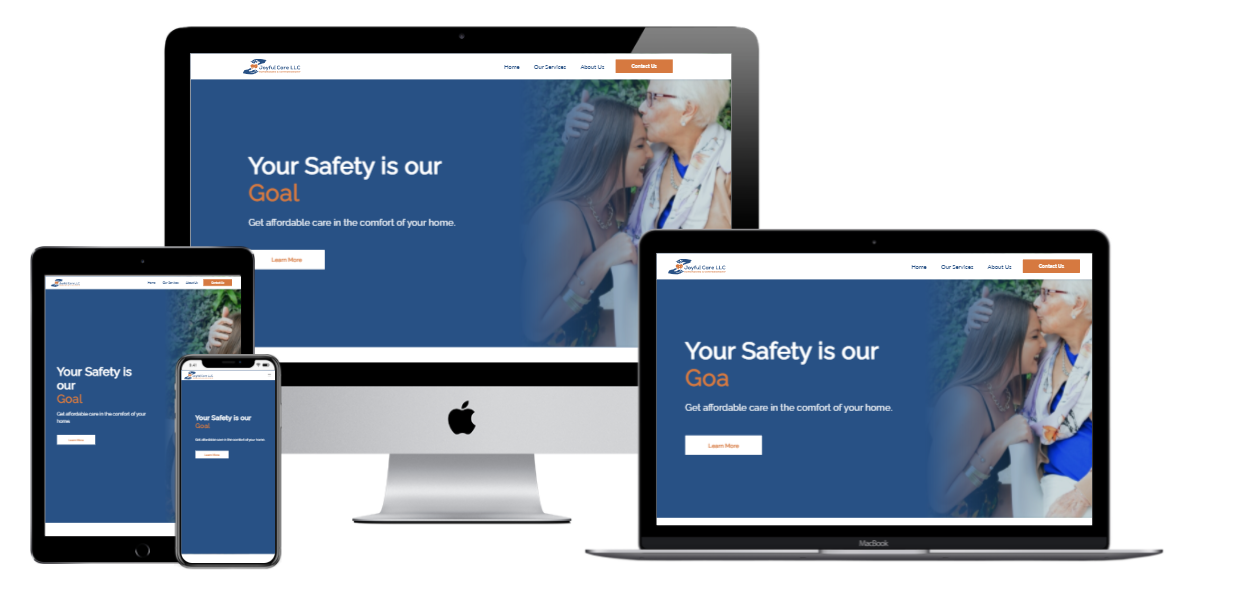 Joyful Care LLC
Home Our Services About Us Contact Us
Your Safety is our
Goal
Get affordable care in the comfort of your home.
Learn More
Joyful Care LLC
Home Our Services About Us Contact Us
Your Safety is our
Goa
Get affordable care in the comfort of your home.
Learn More
MacBook
Home Our Services About Us Contact Us
Your Safety is
our
Goal
Get affordable care in the comfort of your
home.
Learn More
Your Safety is our
Goal
Get affordable care in the comfort of your home.
Learn More